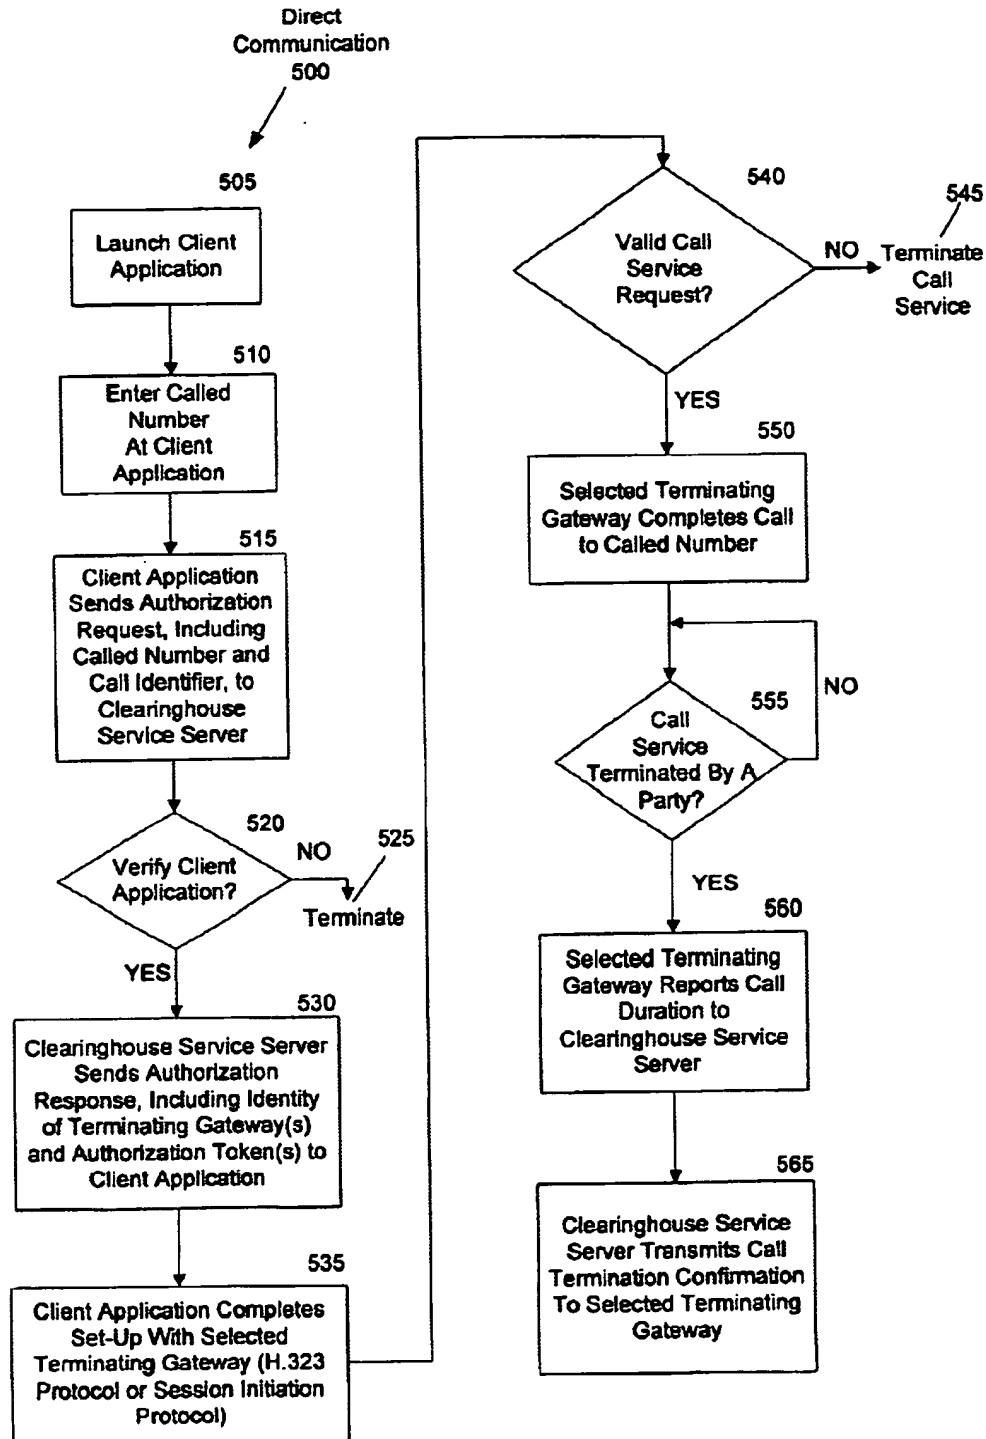 Direct
Communication
500
505
Launch Client
Application
510
Enter Called
Number
At Client
Application
515
Client Application
Sends Authorization
Request, Including
Called Number and
Call Identifier, to
Clearinghouse
Service Server
520
Verify Client
Application?
NO
525
Terminate
YES
530
Clearinghouse Service Server
Sends Authorization
Response, Including Identity
of Terminating Gateway(s)
and Authorization Token(s) to
Client Application
535
Client Application Completes
Set-Up With Selected
Terminating Gateway (H.323
Protocol or Session Initiation
Protocol)
540
Valid Call
Service
Request?
NO
545
Terminate
Call
Service
YES
550
Selected Terminating
Gateway Completes Call
to Called Number
555
Call
Service
Terminated By A
Party?
NO
YES
560
Selected Terminating
Gateway Reports Call
Duration to
Clearinghouse Service
Server
565
Clearinghouse Service
Server Transmits Call
Termination Confirmation
To Selected Terminating
Gateway